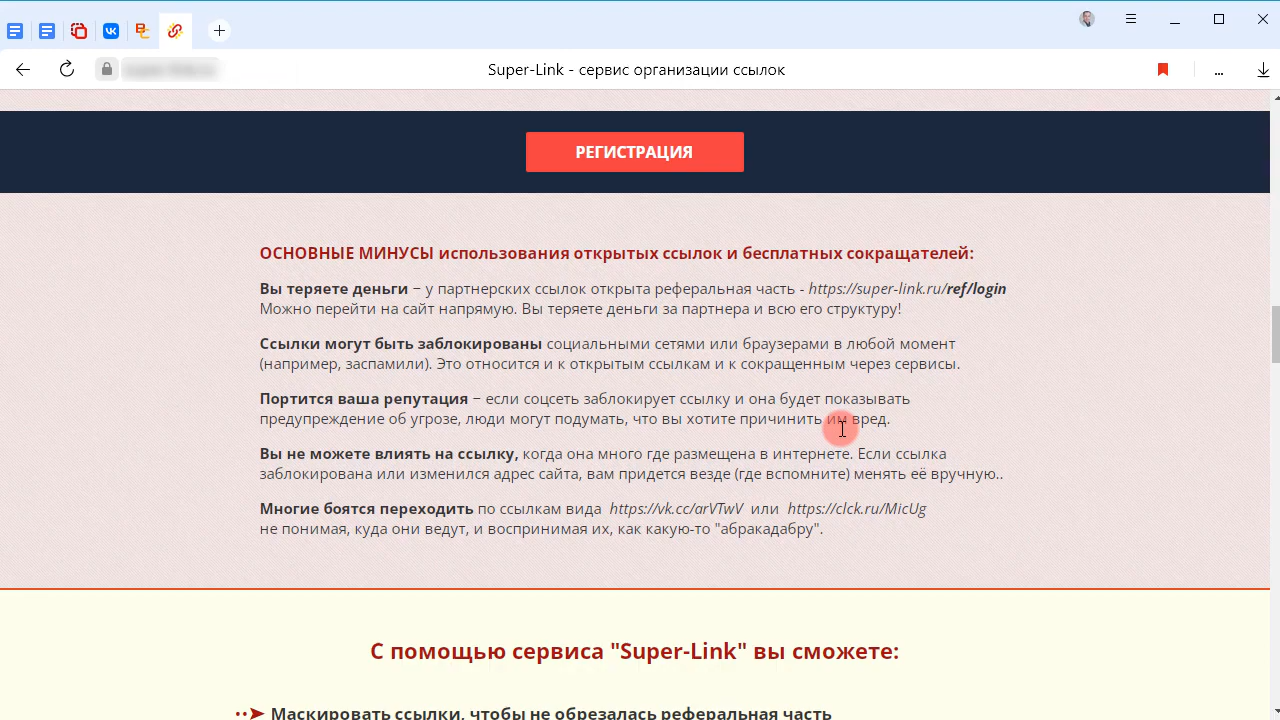 Super-Link - сервис организации ссылок
РЕГИСТРАЦИЯ
ОСНОВНЫЕ МИНУСЫ использования открытых ссылок и бесплатных сокращателей:
Вы теряете деньги − у партнерских ссылок открыта реферальная часть - https://super-link.ru/ref/login
Можно перейти на сайт напрямую. Вы теряете деньги за партнера и всю его структуру!
Ссылки могут быть заблокированы социальными сетями или браузерами в любой момент
(например, заспамили). Это относится и к открытым ссылкам и к сокращенным через сервисы.
Портится ваша репутация − если соцсеть заблокирует ссылку и она будет показывать
предупреждение об угрозе, люди могут подумать, что вы хотите причинить им вред.
Вы не можете влиять на ссылку, когда она много где размещена в интернете. Если ссылка
заблокирована или изменился адрес сайта, вам придется везде (где вспомните) менять её вручную..
Многие боятся переходить по ссылкам вида https://vk.cc/arVTwV или https://clck.ru/MicUg
не понимая, куда они ведут, и воспринимая их, как какую-то "абракадабру".
С помощью сервиса "Super-Link" вы сможете:
Маскировать ссылки, чтобы не обрезалась реферальная часть